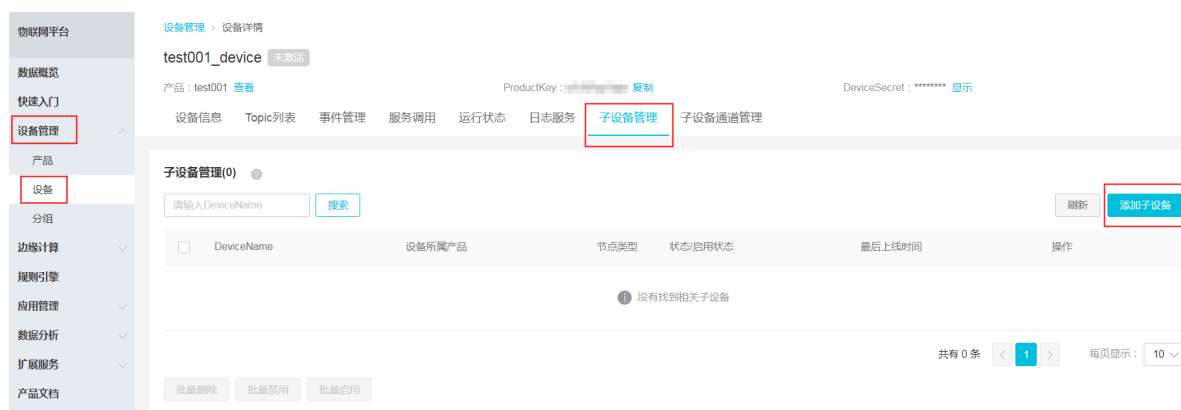 物联网平台
数据概览
快速入门
设备管理
产品
设备
分组
边缘计算
规则引擎
应用管理
数据分析
扩展服务
产品文档
设备管理 > 设备详情
test001_device 未激活
产品：test001 查看 ProductKey： 复制 DeviceSecret：******** 显示
设备信息 Topic列表 事件管理 服务调用 运行状态 日志服务 子设备管理 子设备通道管理
子设备管理(0)
请输入DeviceName 搜索 刷新 添加子设备
DeviceName 设备所属产品 节点类型 状态/启用状态 最后上线时间 操作
没有找到相关子设备
共有 0 条 < 1 > 每页显示： 10
批量删除 批量禁用 批量启用